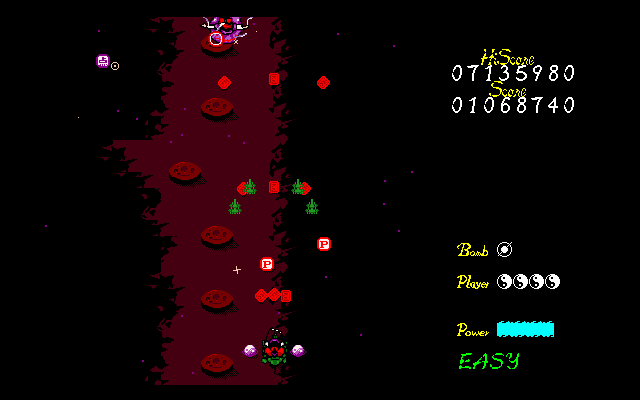 HiScore
07135980
Score
01068740
B
B
P
P
B
Bomb
Player
Power
EASY